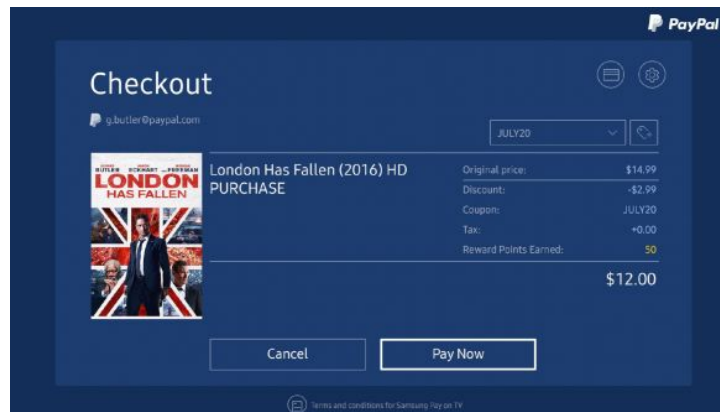 PayPal
Checkout
g.butler@paypal.com
JULY20
BUTLER ECKHART FREEMAN
LONDON
HAS FALLEN
London Has Fallen (2016) HD
PURCHASE
Original price: $14.99
Discount: -$2.99
Coupon: JULY20
Tax: +0.00
Reward Points Earned: 50
$12.00
Cancel
Pay Now
Terms and conditions for Samsung Pay on TV